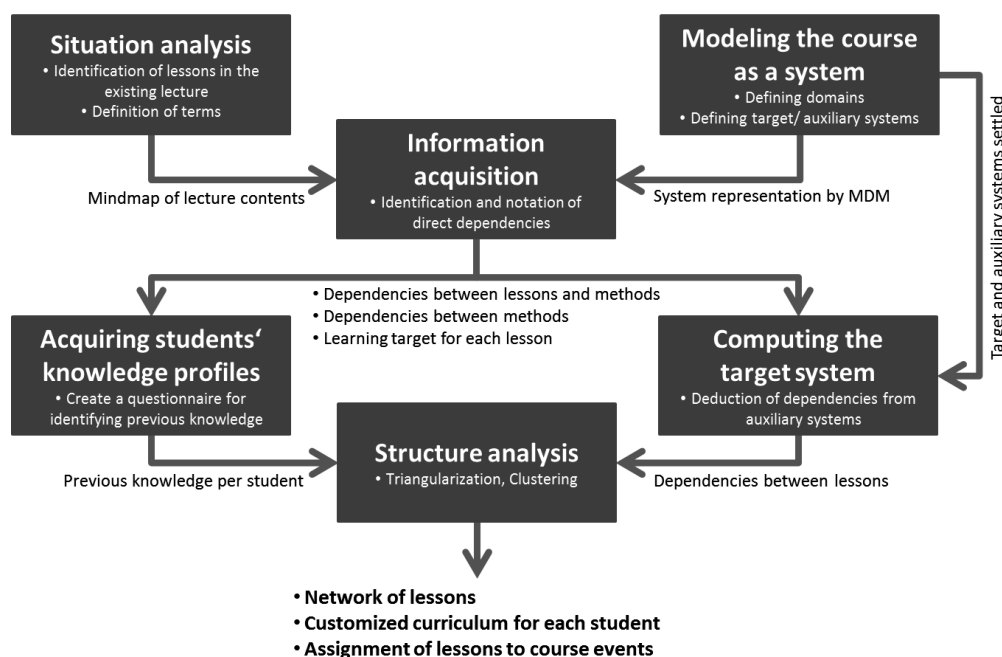 Situation analysis
• Identification of lessons in the
existing lecture
• Definition of terms
Modeling the course
as a system
• Defining domains
• Defining target/ auxiliary systems
Target and auxiliary systems settled
Information
acquisition
• Identification and notation of
direct dependencies
Mindmap of lecture contents
System representation by MDM
• Dependencies between lessons and methods
• Dependencies between methods
• Learning target for each lesson
Acquiring students‘
knowledge profiles
• Create a questionnaire for
identifying previous knowledge
Computing the
target system
• Deduction of dependencies from
auxiliary systems
Structure analysis
• Triangularization, Clustering
Previous knowledge per student
Dependencies between lessons
• Network of lessons
• Customized curriculum for each student
• Assignment of lessons to course events